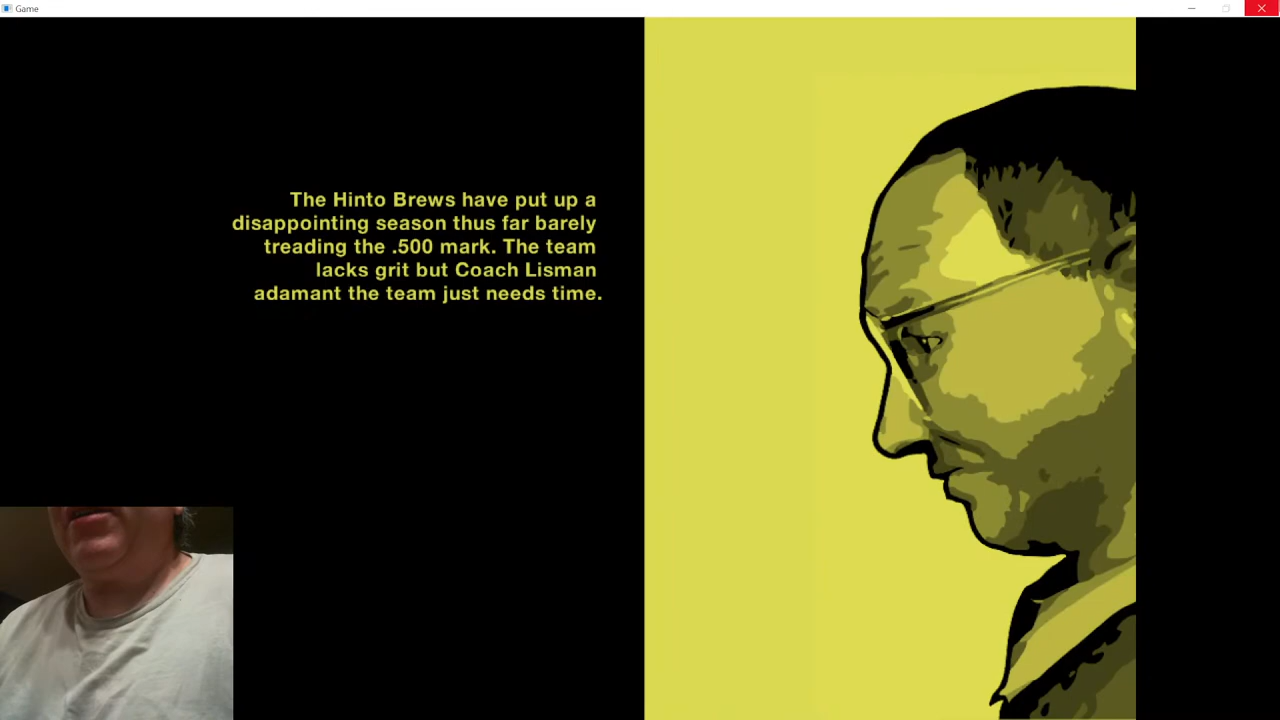 Game
The Hinto Brews have put up a
disappointing season thus far barely
treading the .500 mark. The team
lacks grit but Coach Lisman
adamant the team just needs time.